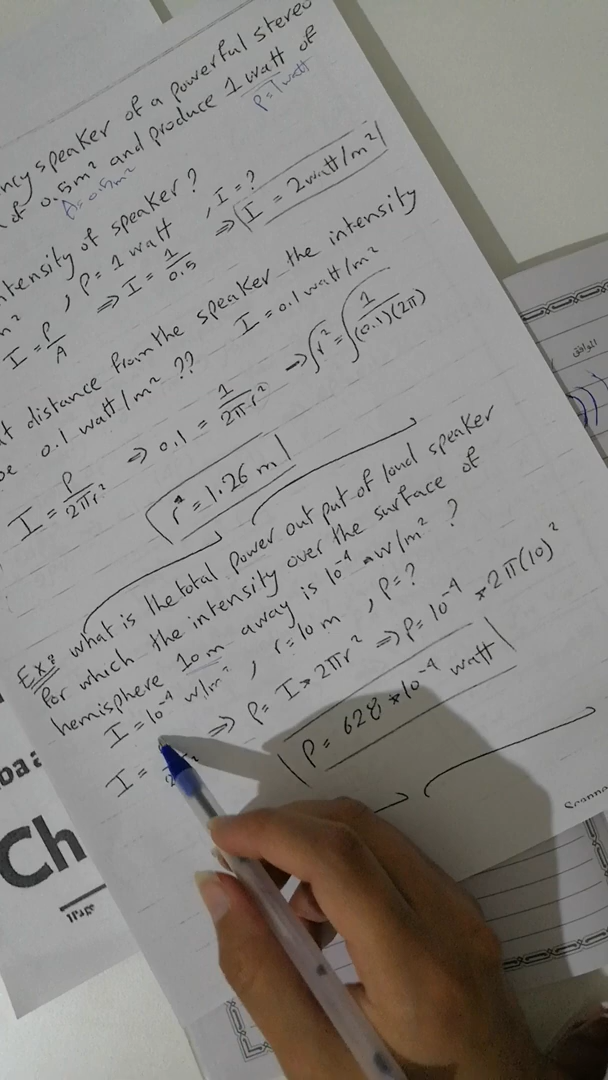 ncy speaker of a powerful stereo
of 0.5m² and produce 1 watt of
A=0.5m²
P=1watt
ntensity of speaker?
m² , P=1 watt , I=?
I = P/A ⇒ I = 1/0.5 ⇒ I = 2watt/m²
at distance from the speaker the intensity
be 0.1 watt/m² ?? I = 0.1 watt/m²
I = P/2πr² ⇒ 0.1 = 1/2πr² → √r² = √1/(0.1)(2π)
r = 1.26 m
Ex: what is the total power out put of loud speaker
for which the intensity over the surface of
hemisphere 10 m away is 10⁻⁴ w/m² ?
I = 10⁻⁴ w/m² , r=10 m , P=?
I = ⇒ P = I * 2πr² ⇒ P = 10⁻⁴ * 2π(10)²
P = 628 * 10⁻⁴ watt
Scanne
الموافق
Ch